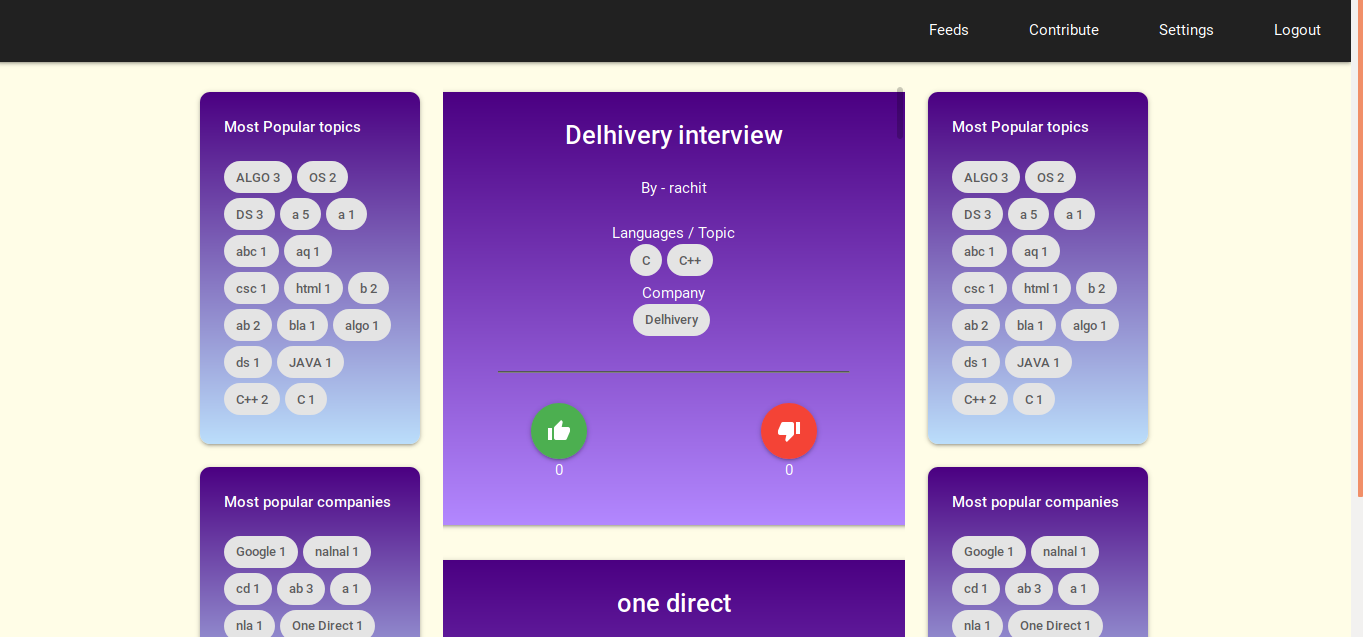 Feeds Contribute Settings Logout
Most Popular topics
ALGO 3 OS 2
DS 3 a 5 a 1
abc 1 aq 1
csc 1 html 1 b 2
ab 2 bla 1 algo 1
ds 1 JAVA 1
C++ 2 C 1
Most popular companies
Google 1 nalnal 1
cd 1 ab 3 a 1
nla 1 One Direct 1
Delhivery interview
By - rachit
Languages / Topic
C C++
Company
Delhivery
0 0
one direct
Most Popular topics
ALGO 3 OS 2
DS 3 a 5 a 1
abc 1 aq 1
csc 1 html 1 b 2
ab 2 bla 1 algo 1
ds 1 JAVA 1
C++ 2 C 1
Most popular companies
Google 1 nalnal 1
cd 1 ab 3 a 1
nla 1 One Direct 1